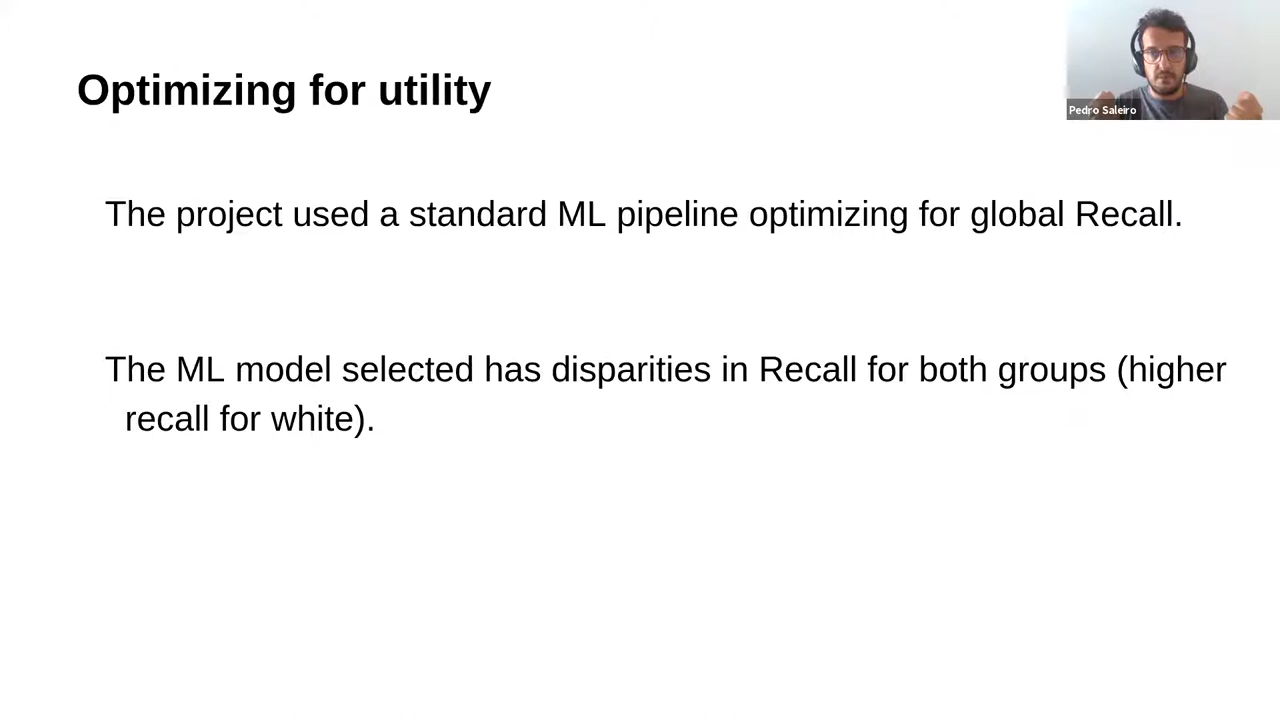 Optimizing for utility
Pedro Saleiro
The project used a standard ML pipeline optimizing for global Recall.
The ML model selected has disparities in Recall for both groups (higher
recall for white).